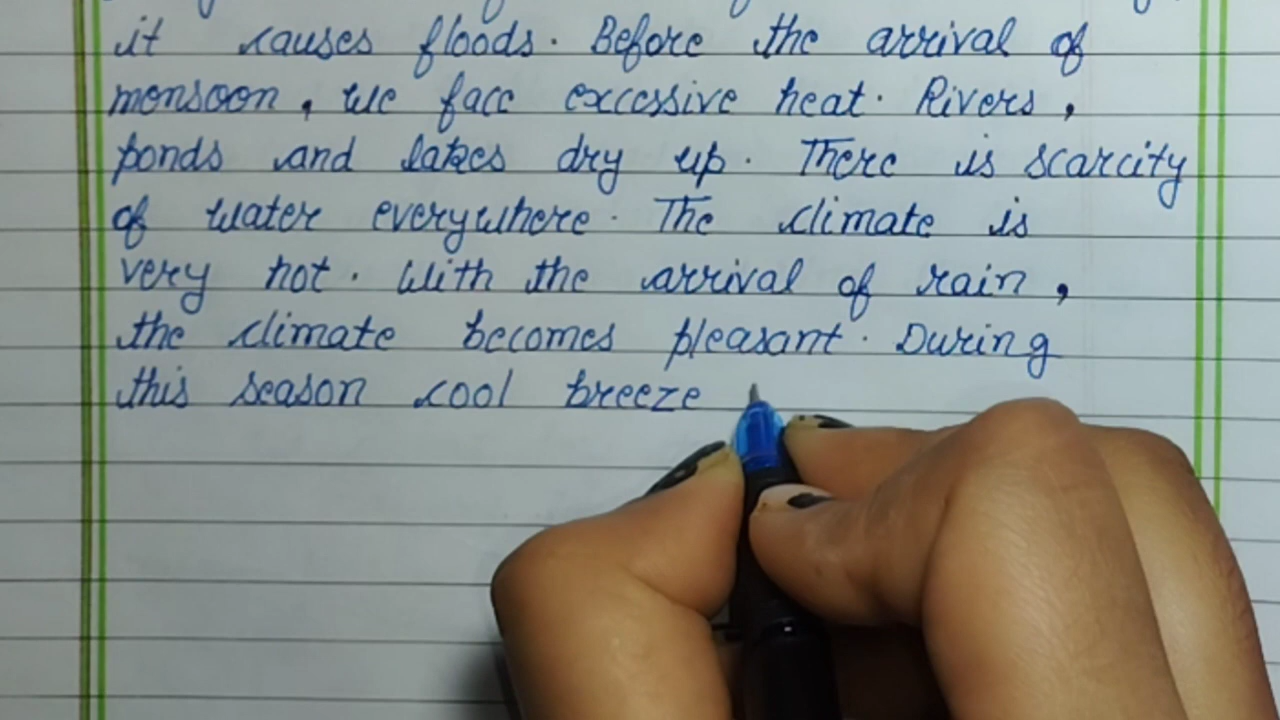 it causes floods. Before the arrival of
monsoon, we face excessive heat. Rivers,
ponds and lakes dry up. There is scarcity
of water everywhere. The climate is
very hot. With the arrival of rain,
the climate becomes pleasant. During
this season cool breeze